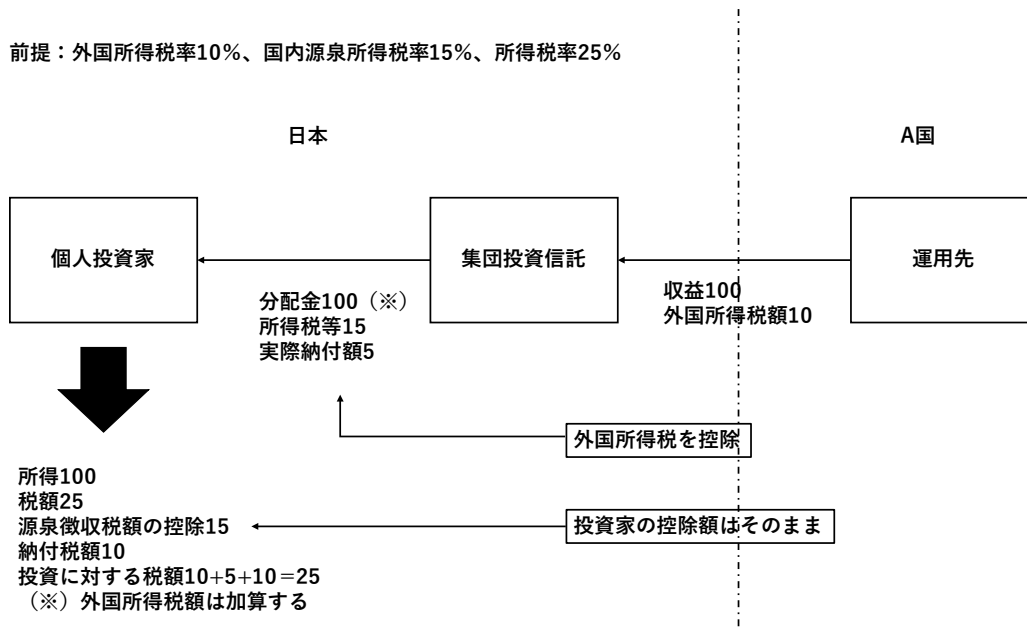 前提：外国所得税率10%、国内源泉所得税率15%、所得税率25%
日本
A国
個人投資家
集団投資信託
運用先
分配金100（※）
所得税等15
実際納付額5
収益100
外国所得税額10
外国所得税を控除
投資家の控除額はそのまま
所得100
税額25
源泉徴収税額の控除15
納付税額10
投資に対する税額10+5+10＝25
（※）外国所得税額は加算する